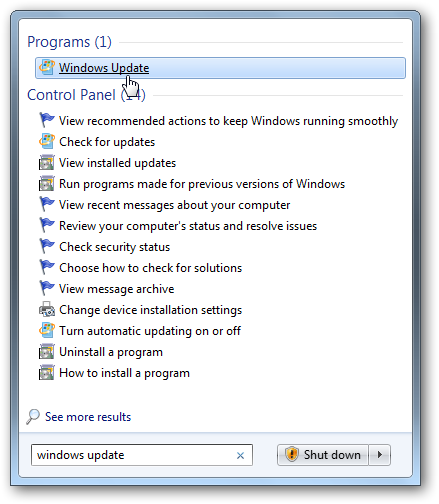 Programs (1)
Windows Update
Control Panel (14)
View recommended actions to keep Windows running smoothly
Check for updates
View installed updates
Run programs made for previous versions of Windows
View recent messages about your computer
Review your computer's status and resolve issues
Check security status
Choose how to check for solutions
View message archive
Change device installation settings
Turn automatic updating on or off
Uninstall a program
How to install a program
See more results
windows update
Shut down